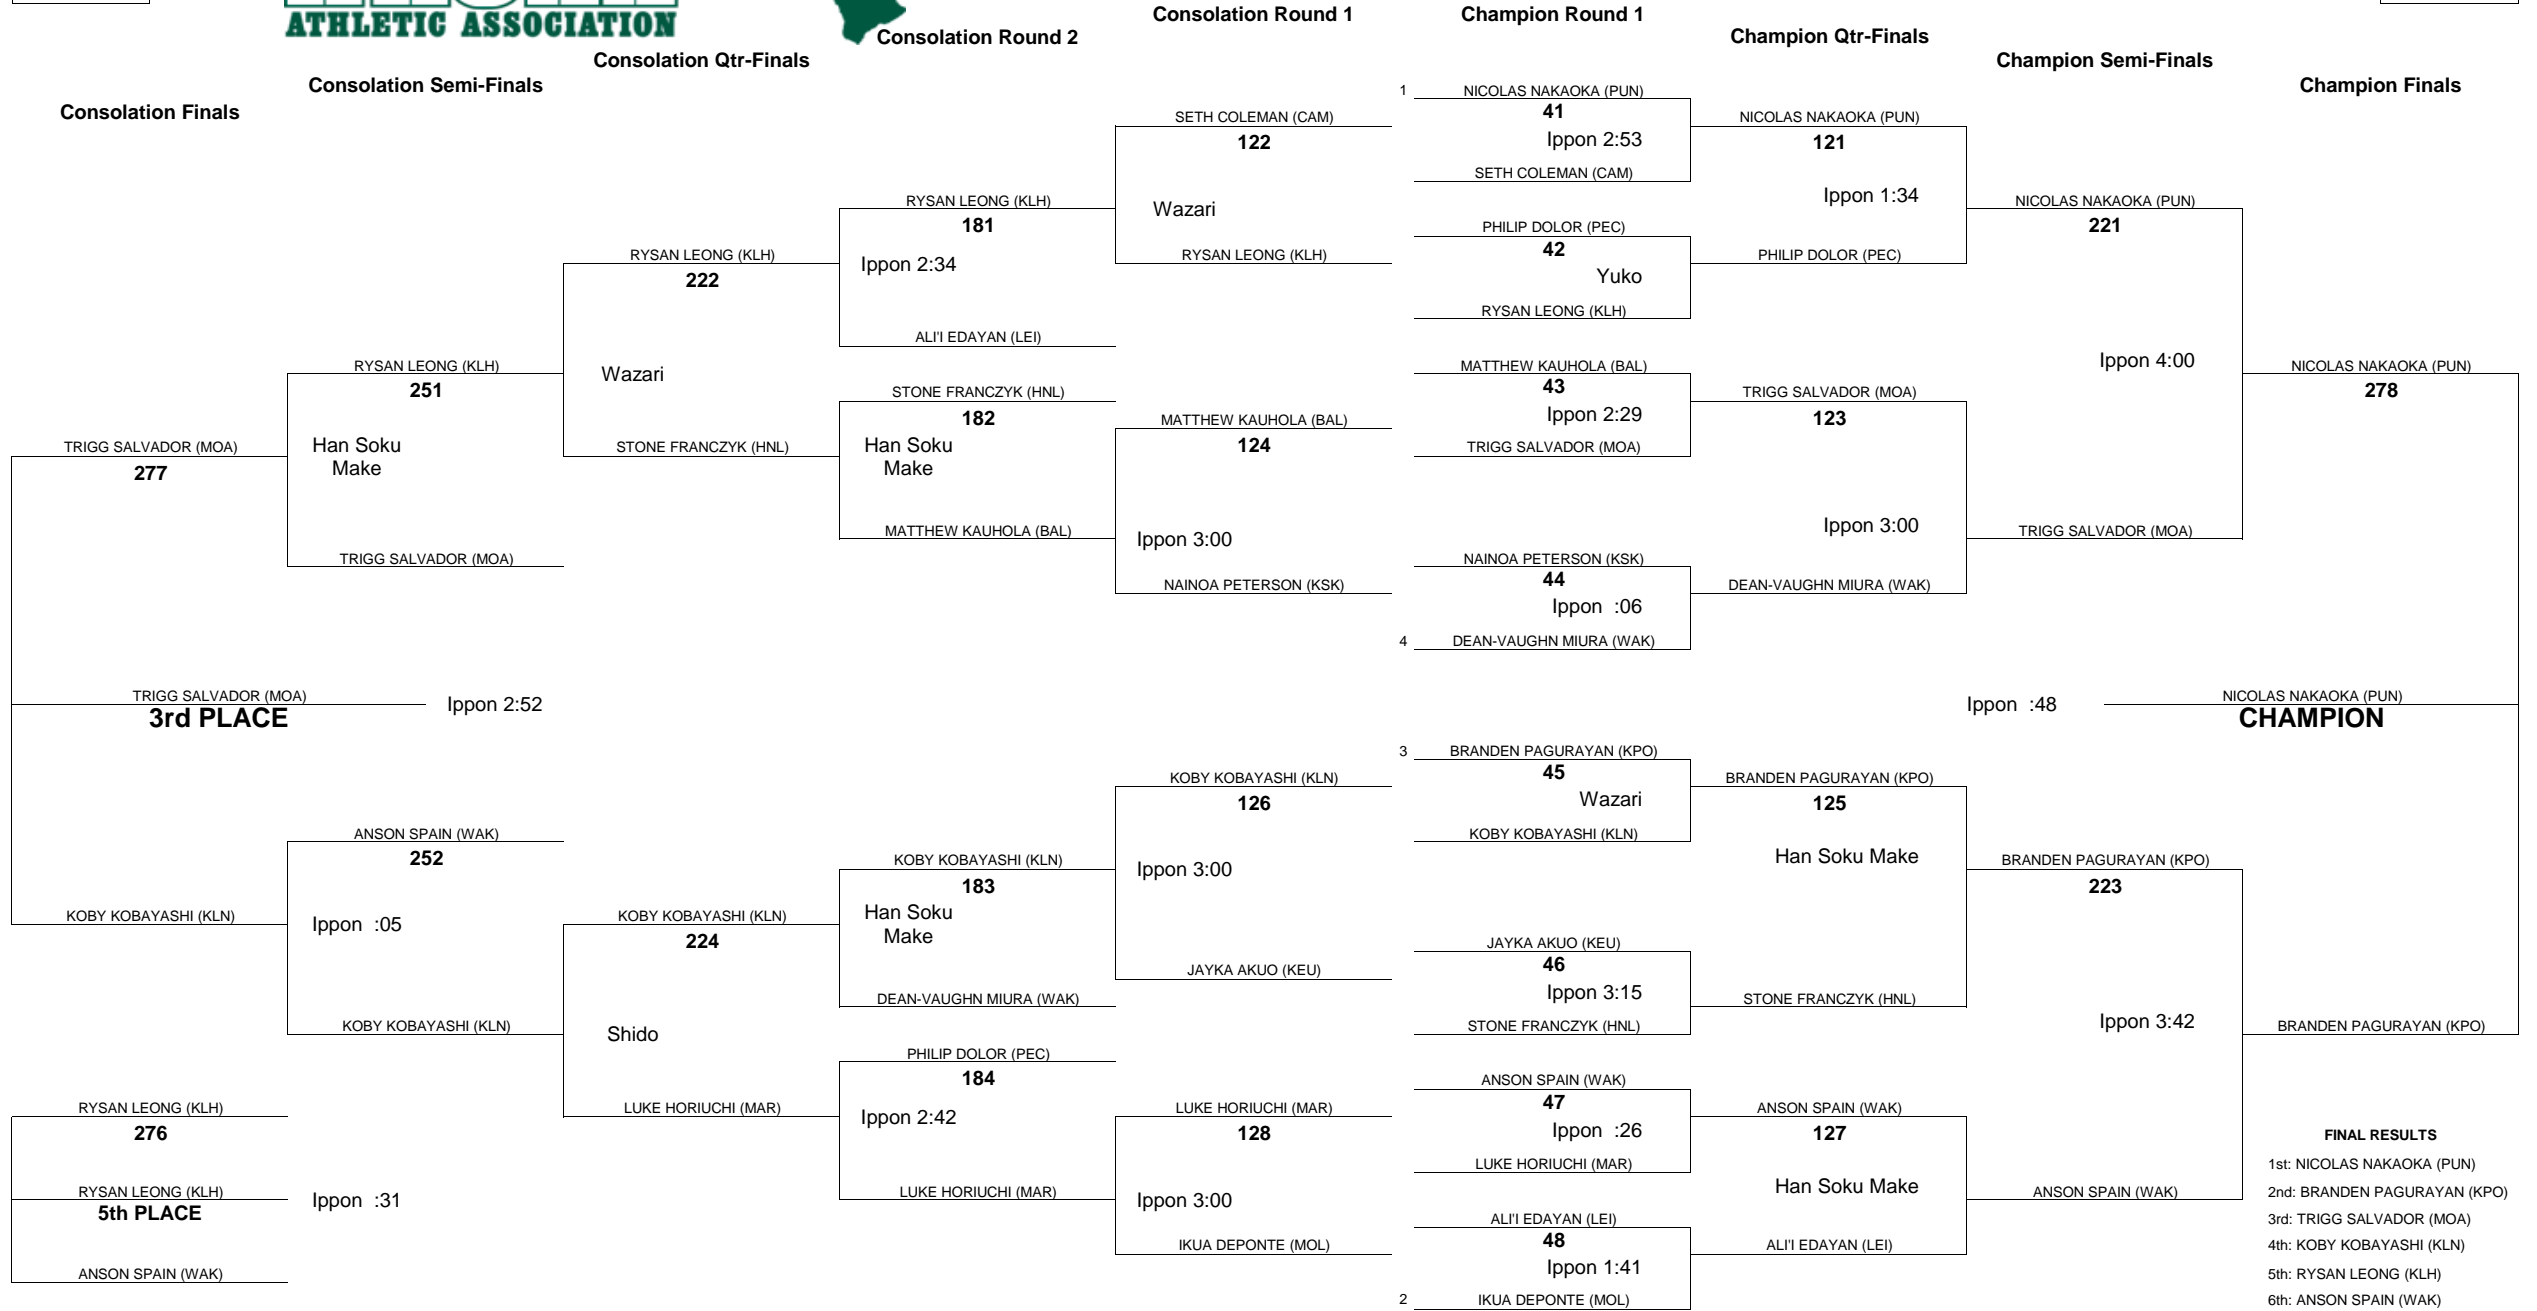 ATHLETIC ASSOCIATION
Consolation Round 1
Champion Round 1
Consolation Round 2
Champion Qtr-Finals
Consolation Qtr-Finals
Champion Semi-Finals
Consolation Semi-Finals
Champion Finals
Consolation Finals
TRIGG SALVADOR (MOA)
277
TRIGG SALVADOR (MOA)
3rd PLACE
Ippon 2:52
KOBY KOBAYASHI (KLN)
RYSAN LEONG (KLH)
276
RYSAN LEONG (KLH)
5th PLACE
Ippon :31
ANSON SPAIN (WAK)
RYSAN LEONG (KLH)
251
Han Soku
Make
TRIGG SALVADOR (MOA)
ANSON SPAIN (WAK)
252
Ippon :05
KOBY KOBAYASHI (KLN)
RYSAN LEONG (KLH)
222
Wazari
STONE FRANCZYK (HNL)
KOBY KOBAYASHI (KLN)
224
Shido
LUKE HORIUCHI (MAR)
RYSAN LEONG (KLH)
181
Ippon 2:34
ALI'I EDAYAN (LEI)
STONE FRANCZYK (HNL)
182
Han Soku
Make
MATTHEW KAUHOLA (BAL)
KOBY KOBAYASHI (KLN)
183
Han Soku
Make
DEAN-VAUGHN MIURA (WAK)
PHILIP DOLOR (PEC)
184
Ippon 2:42
LUKE HORIUCHI (MAR)
SETH COLEMAN (CAM)
122
Wazari
RYSAN LEONG (KLH)
MATTHEW KAUHOLA (BAL)
124
Ippon 3:00
NAINOA PETERSON (KSK)
KOBY KOBAYASHI (KLN)
126
Ippon 3:00
JAYKA AKUO (KEU)
LUKE HORIUCHI (MAR)
128
Ippon 3:00
IKUA DEPONTE (MOL)
1 NICOLAS NAKAOKA (PUN)
41
Ippon 2:53
SETH COLEMAN (CAM)
PHILIP DOLOR (PEC)
42
Yuko
RYSAN LEONG (KLH)
MATTHEW KAUHOLA (BAL)
43
Ippon 2:29
TRIGG SALVADOR (MOA)
NAINOA PETERSON (KSK)
44
Ippon :06
4 DEAN-VAUGHN MIURA (WAK)
3 BRANDEN PAGURAYAN (KPO)
45
Wazari
KOBY KOBAYASHI (KLN)
JAYKA AKUO (KEU)
46
Ippon 3:15
STONE FRANCZYK (HNL)
ANSON SPAIN (WAK)
47
Ippon :26
LUKE HORIUCHI (MAR)
ALI'I EDAYAN (LEI)
48
Ippon 1:41
2 IKUA DEPONTE (MOL)
NICOLAS NAKAOKA (PUN)
121
Ippon 1:34
PHILIP DOLOR (PEC)
TRIGG SALVADOR (MOA)
123
Ippon 3:00
DEAN-VAUGHN MIURA (WAK)
BRANDEN PAGURAYAN (KPO)
125
Han Soku Make
STONE FRANCZYK (HNL)
ANSON SPAIN (WAK)
127
Han Soku Make
ALI'I EDAYAN (LEI)
NICOLAS NAKAOKA (PUN)
221
Ippon 4:00
TRIGG SALVADOR (MOA)
BRANDEN PAGURAYAN (KPO)
223
Ippon 3:42
ANSON SPAIN (WAK)
NICOLAS NAKAOKA (PUN)
278
Ippon :48
NICOLAS NAKAOKA (PUN)
CHAMPION
BRANDEN PAGURAYAN (KPO)
FINAL RESULTS
1st: NICOLAS NAKAOKA (PUN)
2nd: BRANDEN PAGURAYAN (KPO)
3rd: TRIGG SALVADOR (MOA)
4th: KOBY KOBAYASHI (KLN)
5th: RYSAN LEONG (KLH)
6th: ANSON SPAIN (WAK)